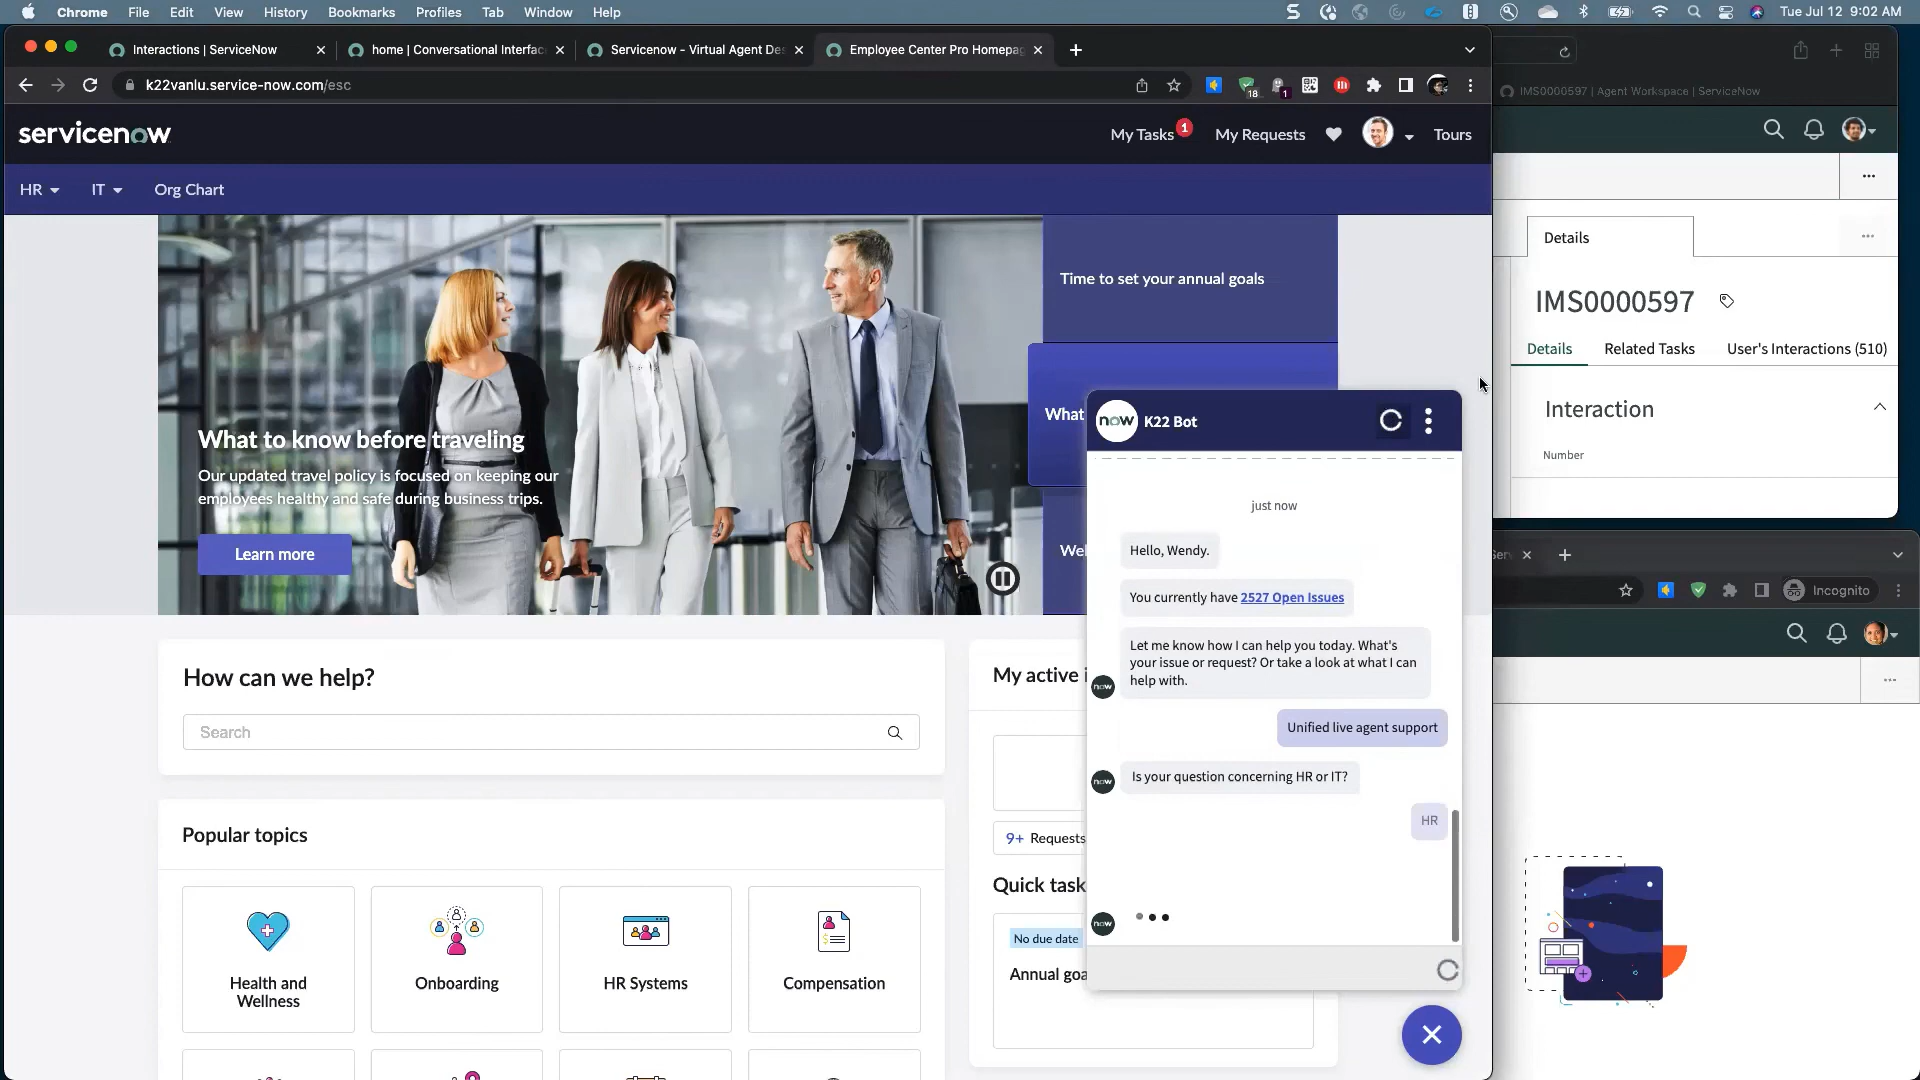 Chrome File Edit View History Bookmarks Profiles Tab Window Help
Tue Jul 12 9:02 AM
Interactions | ServiceNow
home | Conversational Interfac
Servicenow - Virtual Agent De
Employee Center Pro Homepag
k22vanlu.service-now.com/esc
18
1
servicenow
My Tasks 1
My Requests
Tours
HR
IT
Org Chart
What to know before traveling
Our updated travel policy is focused on keeping our
employees healthy and safe during business trips.
Learn more
Time to set your annual goals
What
Wel
How can we help?
Search
Popular topics
Health and
Wellness
Onboarding
HR Systems
Compensation
My active i
9+ Requests
Quick task
No due date
Annual goa
now K22 Bot
just now
Hello, Wendy.
You currently have 2527 Open Issues
Let me know how I can help you today. What's
your issue or request? Or take a look at what I can
help with.
now
Unified live agent support
Is your question concerning HR or IT?
now
HR
now
IMS0000597 | Agent Workspace | ServiceNow
Details
IMS0000597
Details
Related Tasks
User's Interactions (510)
Interaction
Number
Serv
Incognito